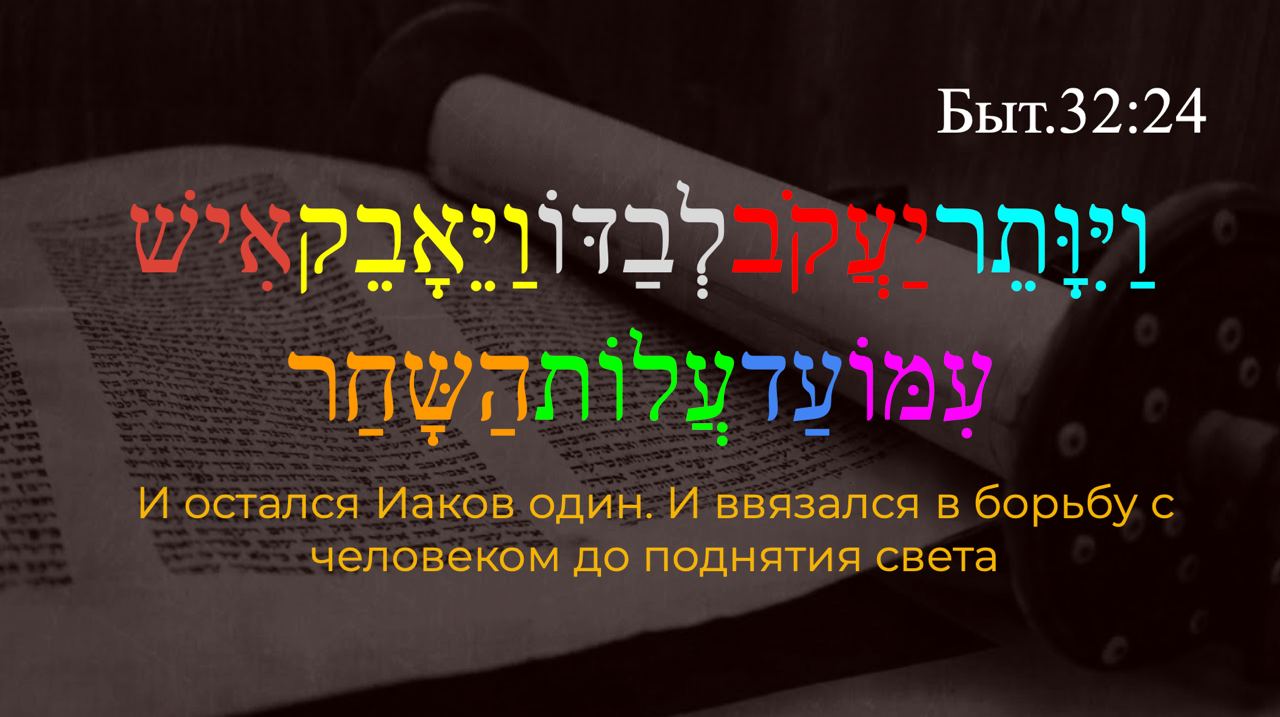 Быт.32:24
וַיִּוָּתֵר יַעֲקֹב לְבַדּוֹ וַיֵּאָבֵק אִישׁ
עִמּוֹ עַד עֲלוֹת הַשָּׁחַר
И остался Иаков один. И ввязался в борьбу с
человеком до поднятия света